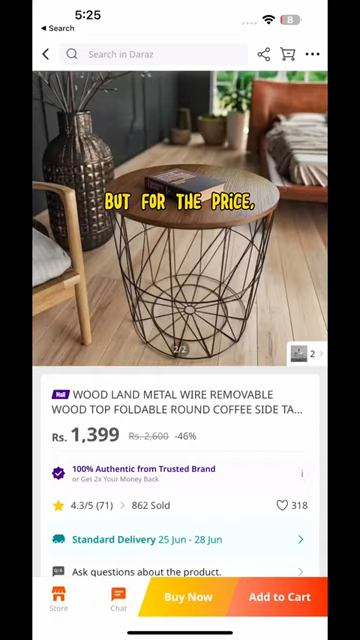 5:25
8
Search
Search in Daraz
BUT FOR THE PRICE,
2/2
2
Mall WOOD LAND METAL WIRE REMOVABLE
WOOD TOP FOLDABLE ROUND COFFEE SIDE TA...
Rs. 1,399 Rs. 2,600 -46%
100% Authentic from Trusted Brand
or Get 2x Your Money Back
4.3/5 (71) 862 Sold 318
Standard Delivery 25 Jun - 28 Jun
Ask questions about the product.
Store
Chat
Buy Now
Add to Cart